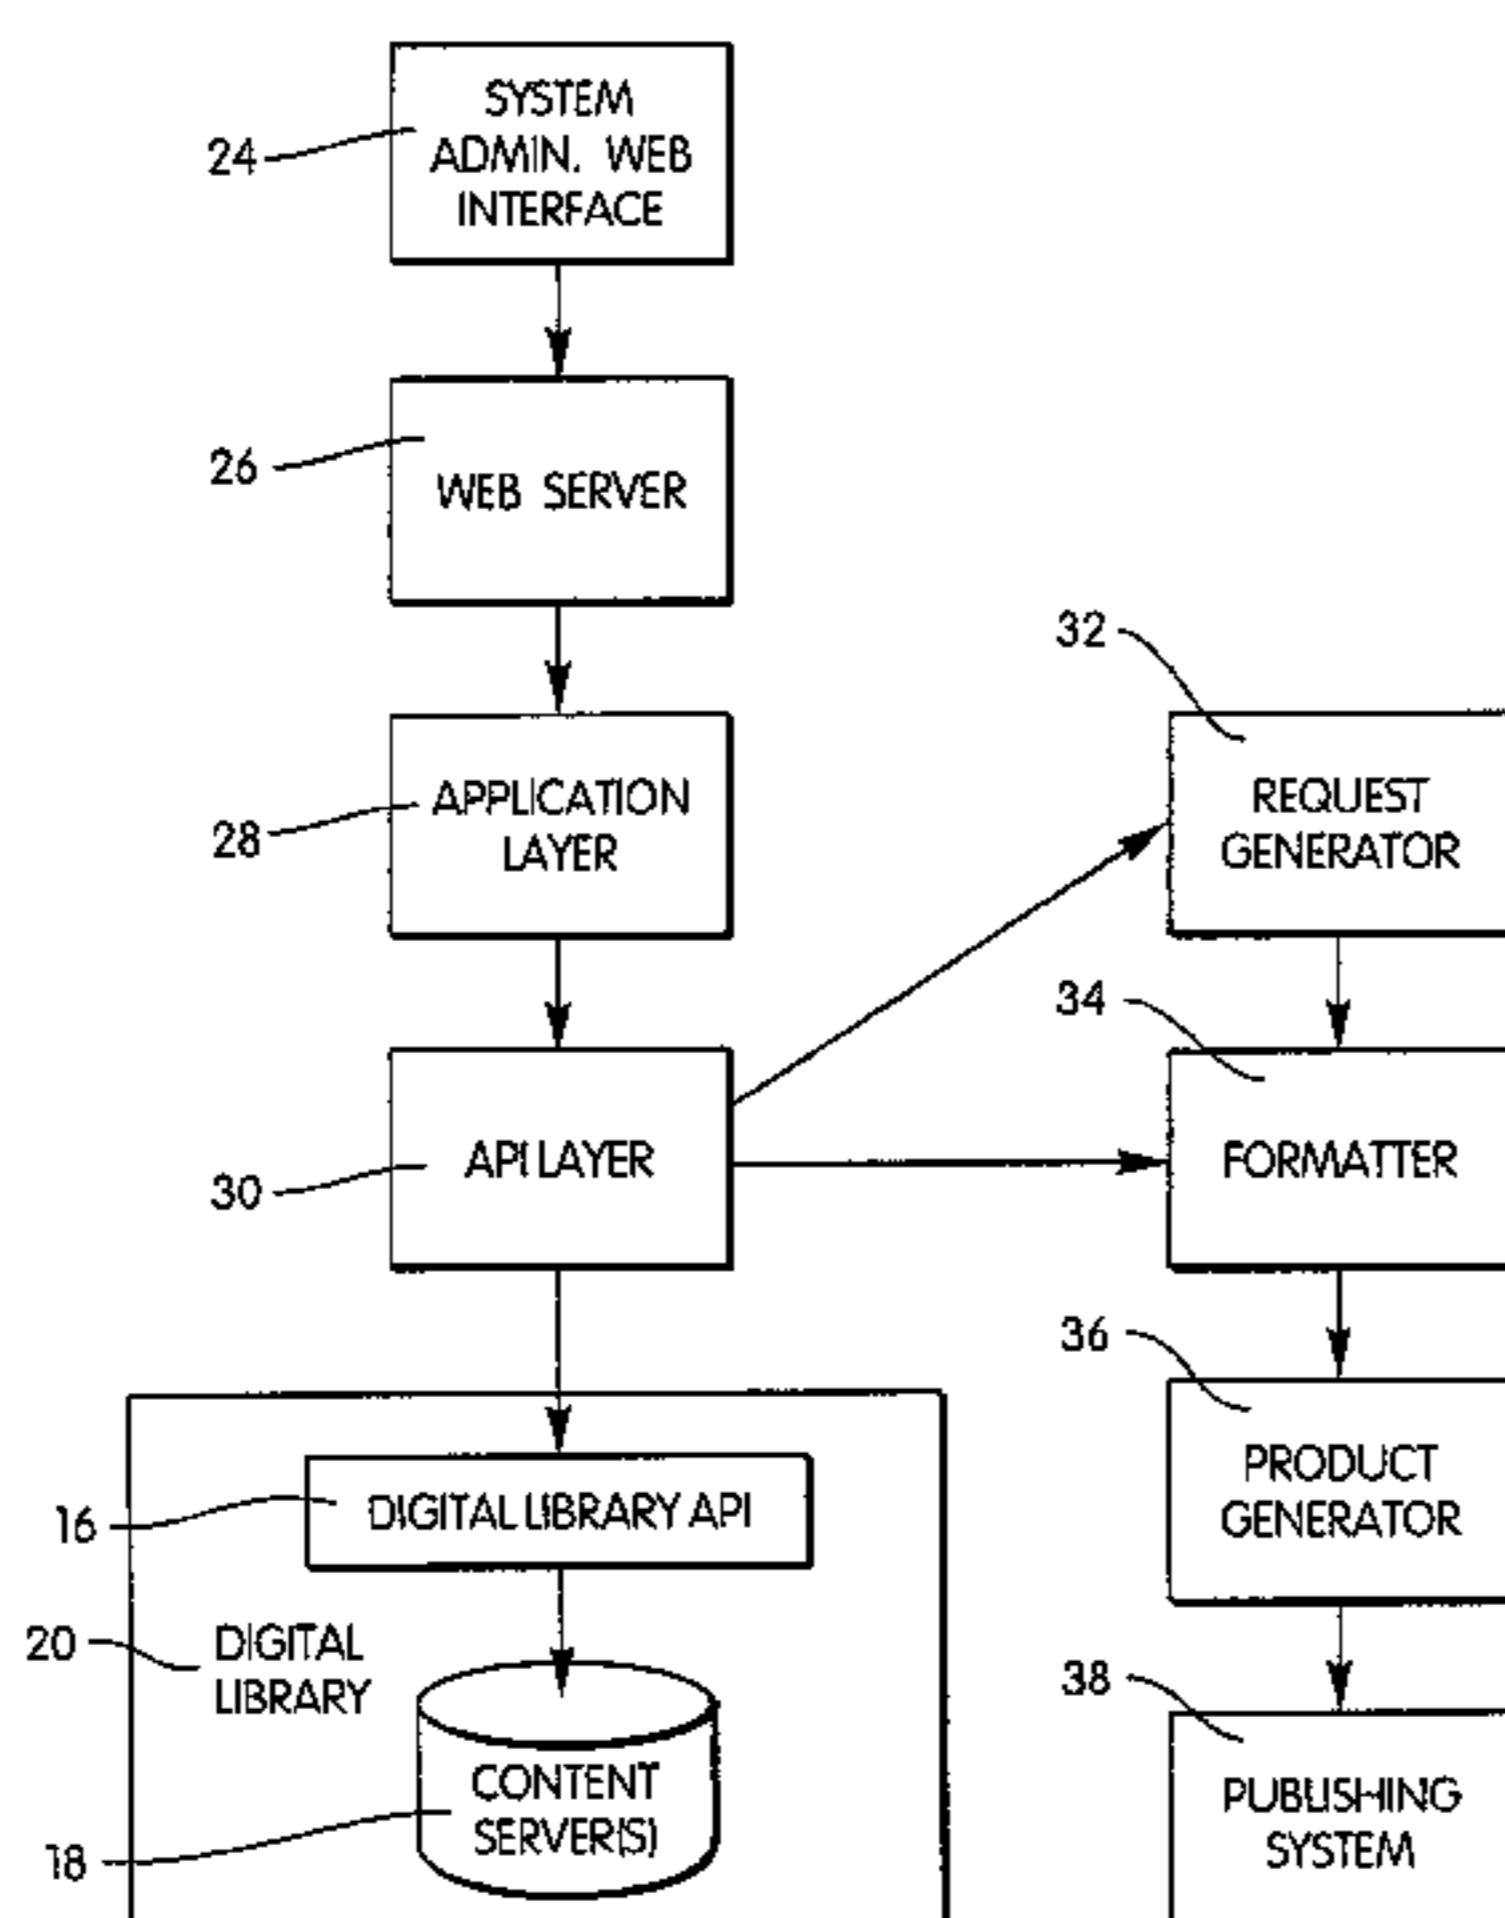 SYSTEM
ADMIN. WEB
INTERFACE
24
WEB SERVER
26
APPLICATION
LAYER
28
API LAYER
30
DIGITAL LIBRARY API
16
DIGITAL
LIBRARY
20
CONTENT
SERVER(S)
18
32
REQUEST
GENERATOR
34
FORMATTER
36
PRODUCT
GENERATOR
38
PUBLISHING
SYSTEM